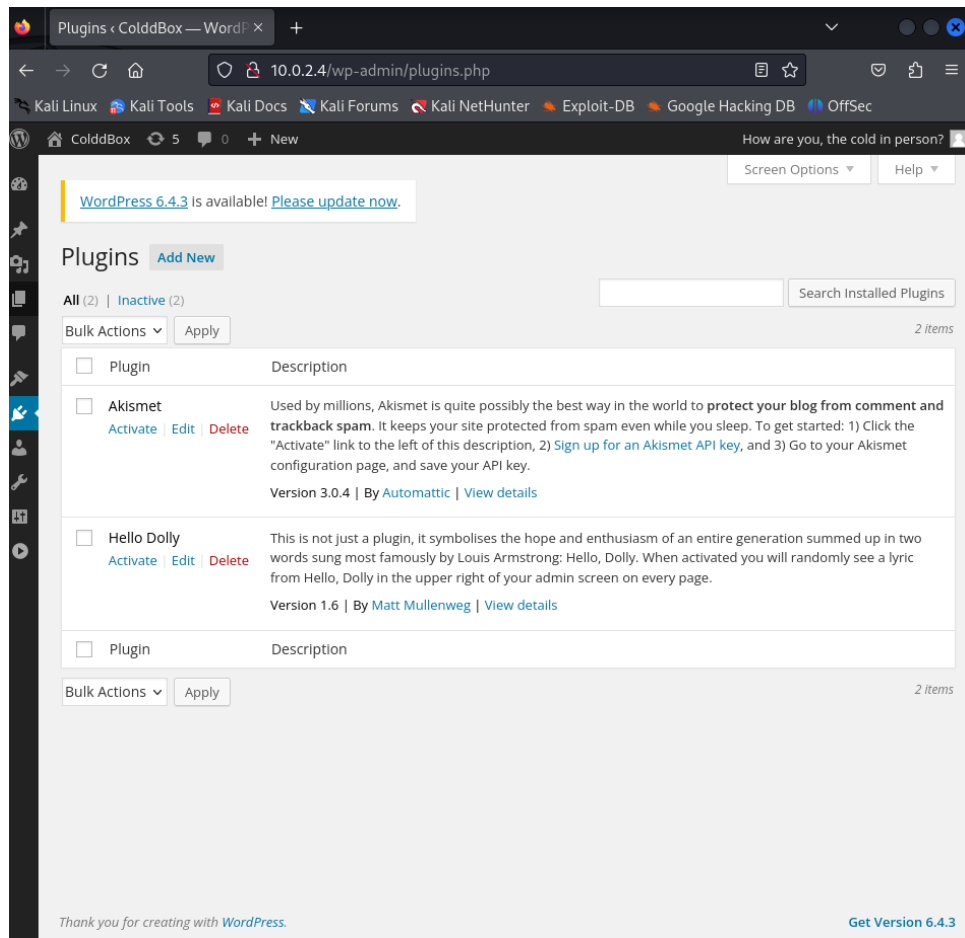 Plugins ‹ ColddBox — WordP
10.0.2.4/wp-admin/plugins.php
Kali Linux Kali Tools Kali Docs Kali Forums Kali NetHunter Exploit-DB Google Hacking DB OffSec
ColddBox 5 0 New How are you, the cold in person?
Screen Options Help
WordPress 6.4.3 is available! Please update now.
Plugins Add New
All (2) | Inactive (2) Search Installed Plugins
Bulk Actions Apply 2 items
Plugin Description
Akismet Used by millions, Akismet is quite possibly the best way in the world to protect your blog from comment and
Activate | Edit | Delete trackback spam. It keeps your site protected from spam even while you sleep. To get started: 1) Click the
"Activate" link to the left of this description, 2) Sign up for an Akismet API key, and 3) Go to your Akismet
configuration page, and save your API key.
Version 3.0.4 | By Automattic | View details
Hello Dolly This is not just a plugin, it symbolises the hope and enthusiasm of an entire generation summed up in two
Activate | Edit | Delete words sung most famously by Louis Armstrong: Hello, Dolly. When activated you will randomly see a lyric
from Hello, Dolly in the upper right of your admin screen on every page.
Version 1.6 | By Matt Mullenweg | View details
Plugin Description
Bulk Actions Apply 2 items
Thank you for creating with WordPress. Get Version 6.4.3